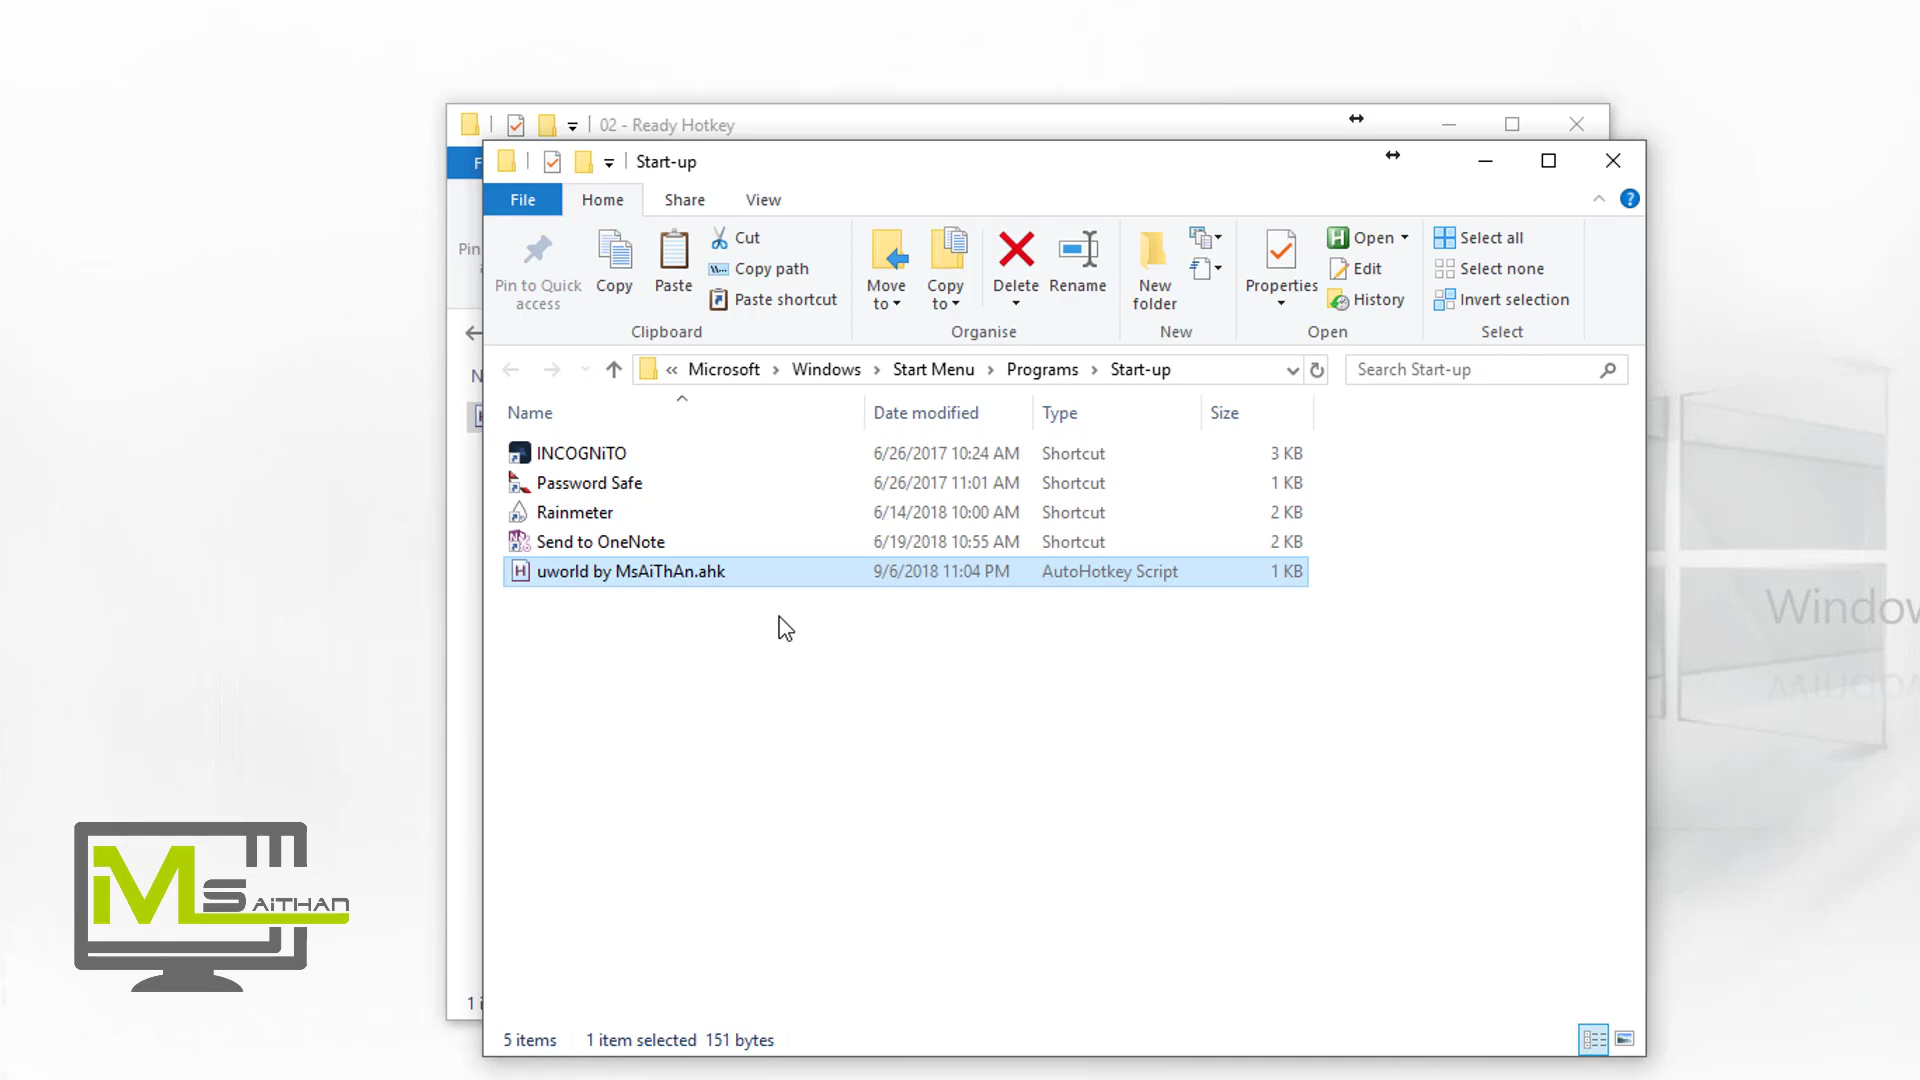 02 - Ready Hotkey
Start-up
File Home Share View
Pin to Quick access
Copy
Paste
Cut
Copy path
Paste shortcut
Clipboard
Move to
Copy to
Delete
Rename
Organise
New folder
New
Properties
Open
Edit
History
Open
Select all
Select none
Invert selection
Select
« Microsoft Windows Start Menu Programs Start-up
Search Start-up
Name Date modified Type Size
INCOGNiTO 6/26/2017 10:24 AM Shortcut 3 KB
Password Safe 6/26/2017 11:01 AM Shortcut 1 KB
Rainmeter 6/14/2018 10:00 AM Shortcut 2 KB
Send to OneNote 6/19/2018 10:55 AM Shortcut 2 KB
uworld by MsAiThAn.ahk 9/6/2018 11:04 PM AutoHotkey Script 1 KB
5 items 1 item selected 151 bytes
Ms AiTHAN